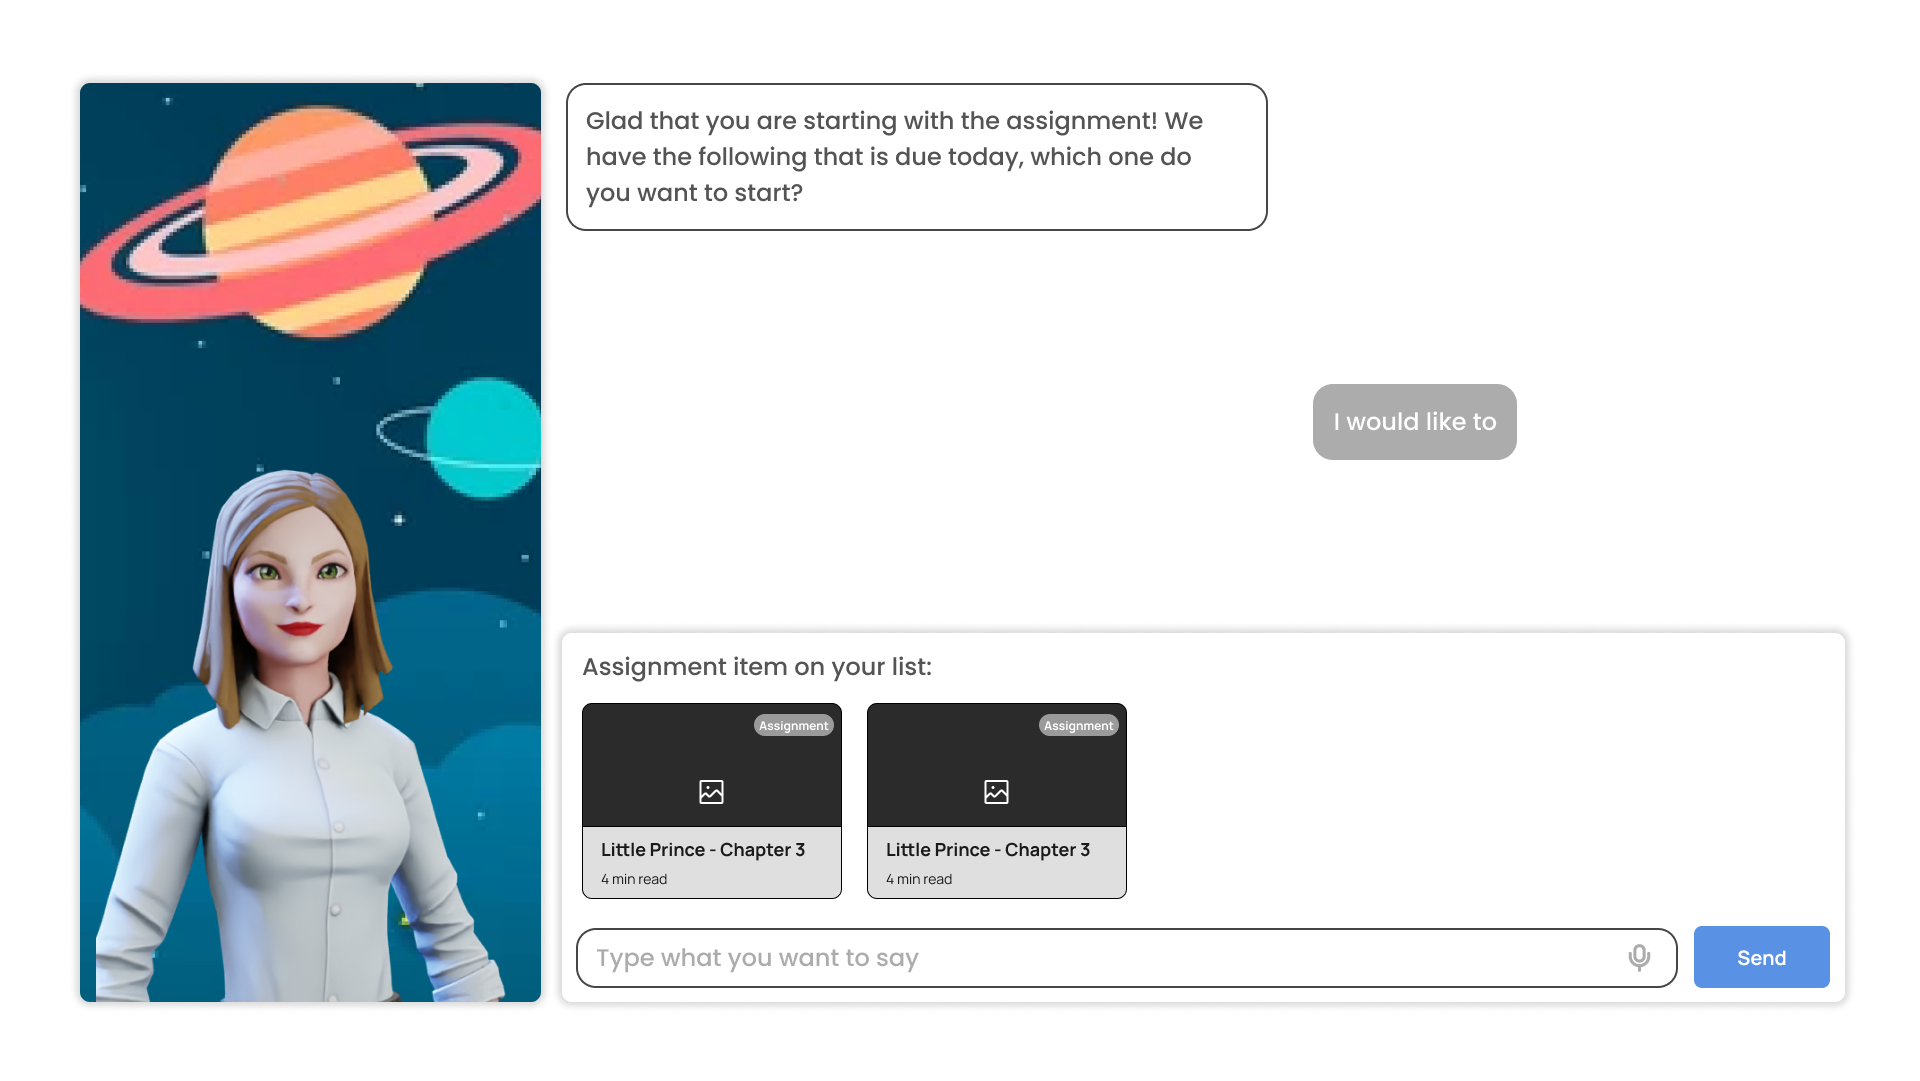 Glad that you are starting with the assignment! We
have the following that is due today, which one do
you want to start?
I would like to
Assignment item on your list:
Assignment
Little Prince - Chapter 3
4 min read
Assignment
Little Prince - Chapter 3
4 min read
Type what you want to say
Send